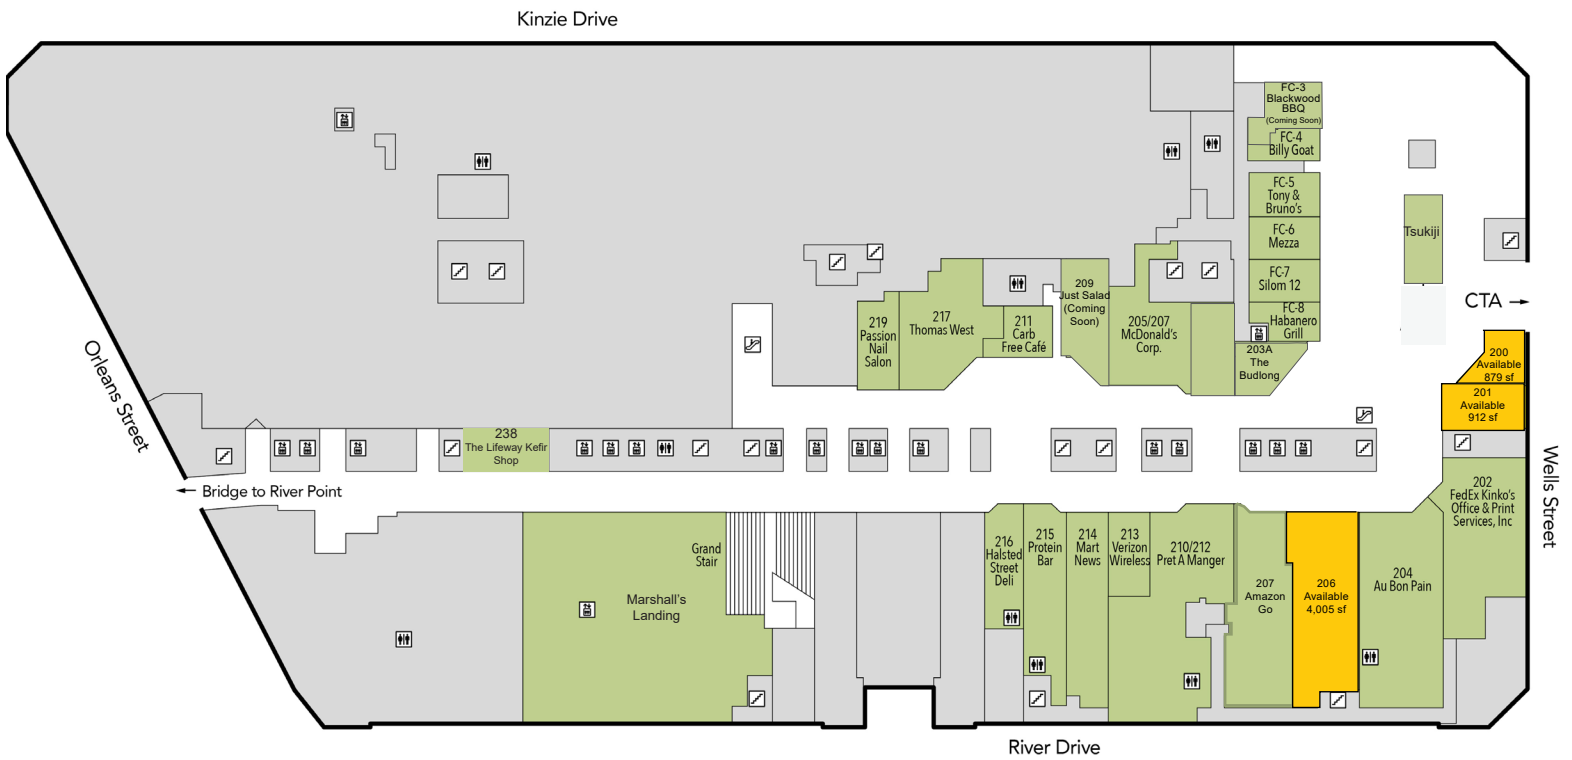 Kinzie Drive
FC-3
Blackwood
BBQ
(Coming Soon)
FC-4
Billy Goat
FC-5
Tony &
Bruno's
FC-6
Mezza
FC-7
Silom 12
FC-8
Habanero
Grill
203A
The
Budlong
Tsukiji
CTA
200
Available
879 sf
201
Available
912 sf
219
Passion
Nail
Salon
217
Thomas West
211
Carb
Free Café
209
Just Salad
(Coming
Soon)
205/207
McDonald's
Corp.
Orleans Street
238
The Lifeway Kefir
Shop
Bridge to River Point
Wells Street
202
FedEx Kinko's
Office & Print
Services, Inc
Grand
Stair
Marshall's
Landing
216
Halsted
Street
Deli
215
Protein
Bar
214
Mart
News
213
Verizon
Wireless
210/212
Pret A Manger
207
Amazon
Go
206
Available
4,005 sf
204
Au Bon Pain
River Drive